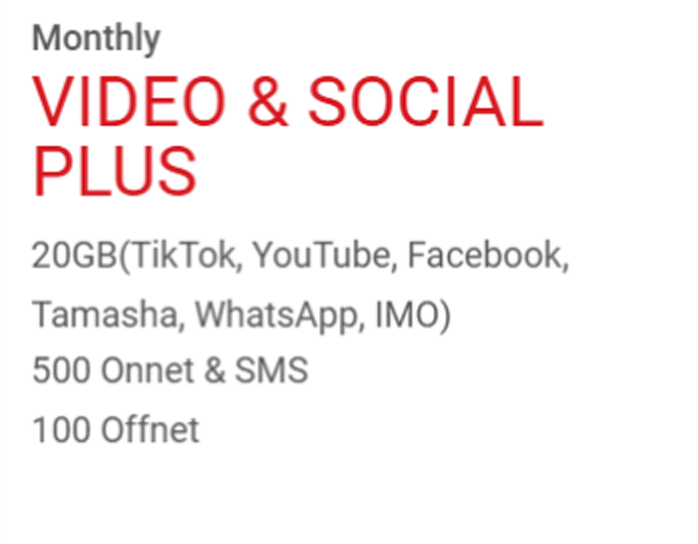 Monthly
VIDEO & SOCIAL
PLUS
20GB(TikTok, YouTube, Facebook,
Tamasha, WhatsApp, IMO)
500 Onnet & SMS
100 Offnet